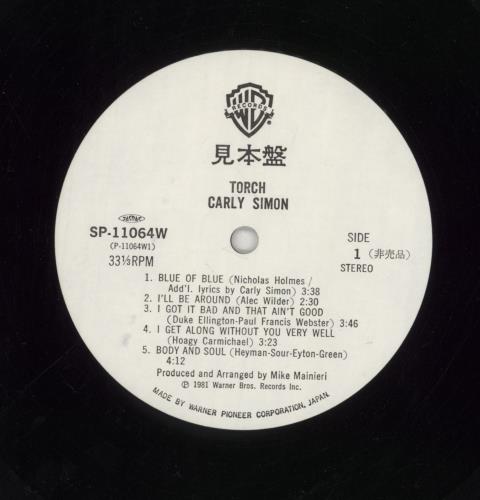 WB
RECORDS
見本盤
TORCH
CARLY SIMON
JASRAC
SP-11064W
(P-11064W1)
33⅓RPM
SIDE
1 (非売品)
STEREO
1. BLUE OF BLUE (Nicholas Holmes /
Add'l. lyrics by Carly Simon) 3:38
2. I'LL BE AROUND (Alec Wilder) 2:30
3. I GOT IT BAD AND THAT AIN'T GOOD
(Duke Ellington-Paul Francis Webster) 3:46
4. I GET ALONG WITHOUT YOU VERY WELL
(Hoagy Carmichael) 3:23
5. BODY AND SOUL (Heyman-Sour-Eyton-Green)
4:12
Produced and Arranged by Mike Mainieri
℗ 1981 Warner Bros. Records Inc.
MADE BY WARNER PIONEER CORPORATION, JAPAN.